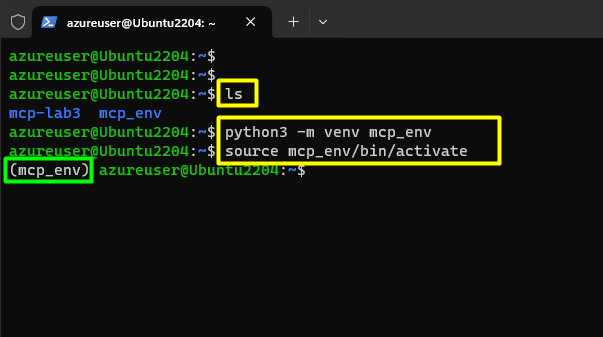 azureuser@Ubuntu2204: ~
azureuser@Ubuntu2204:~$
azureuser@Ubuntu2204:~$
azureuser@Ubuntu2204:~$ ls
mcp-lab3  mcp_env
azureuser@Ubuntu2204:~$ python3 -m venv mcp_env
azureuser@Ubuntu2204:~$ source mcp_env/bin/activate
(mcp_env) azureuser@Ubuntu2204:~$